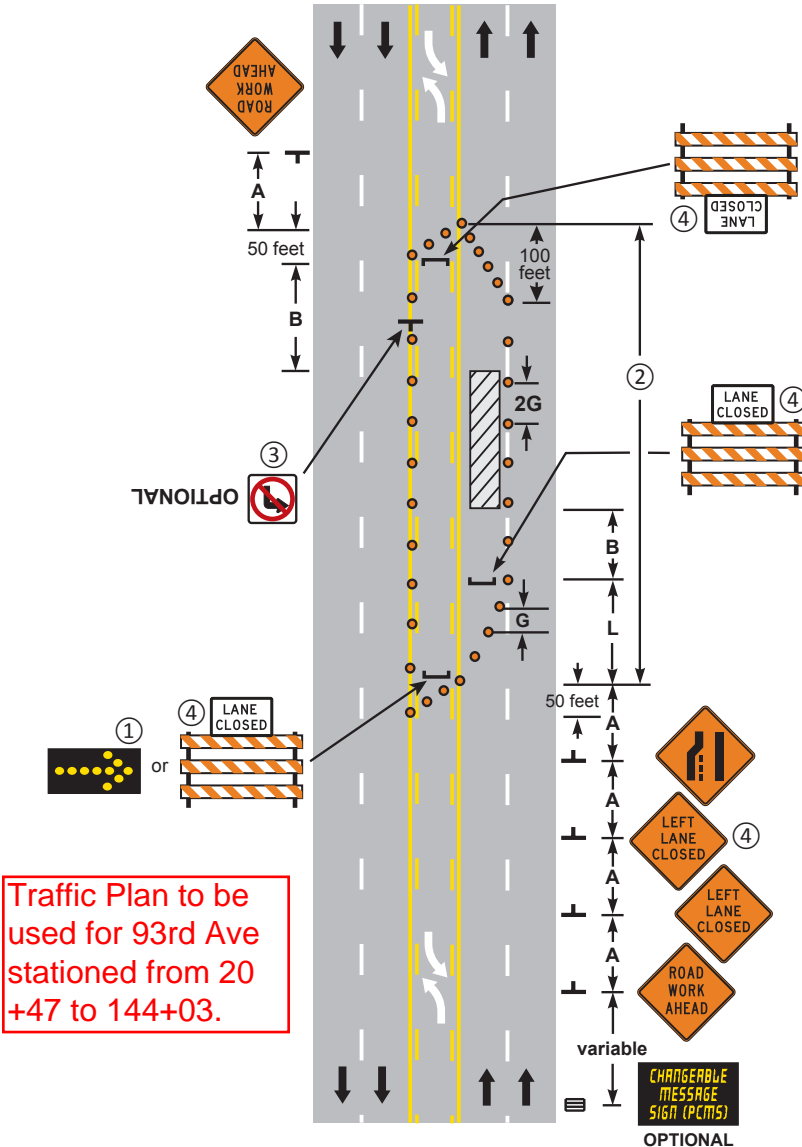 ROAD
WORK
AHEAD
A
50 feet
B
④
LANE
CLOSED
100
feet
②
2G
LANE
CLOSED
④
③
OPTIONAL
B
L
G
50 feet
①
or
④
LANE
CLOSED
A
A
LEFT
LANE
CLOSED
④
A
LEFT
LANE
CLOSED
A
ROAD
WORK
AHEAD
variable
CHANGEABLE
MESSAGE
SIGN (PCMS)
OPTIONAL
Traffic Plan to be
used for 93rd Ave
stationed from 20
+47 to 144+03.